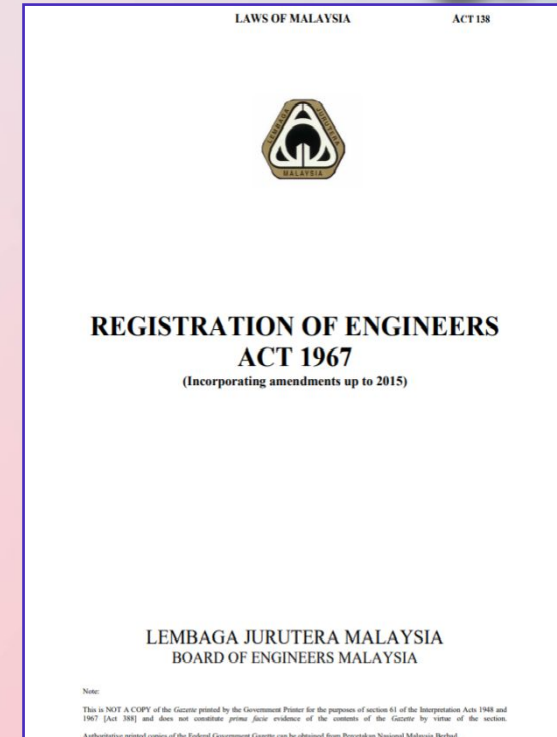 LAWS OF MALAYSIA ACT 138
LEMBAGA JURUTERA
MALAYSIA
REGISTRATION OF ENGINEERS
ACT 1967
(Incorporating amendments up to 2015)
LEMBAGA JURUTERA MALAYSIA
BOARD OF ENGINEERS MALAYSIA
Note:
This is NOT A COPY of the Gazette printed by the Government Printer for the purposes of section 61 of the Interpretation Acts 1948 and
1967 [Act 388] and does not constitute prima facie evidence of the contents of the Gazette by virtue of the section.
Authoritative printed copies of the Federal Government Gazette can be obtained from Percetakan Nasional Malaysia Berhad